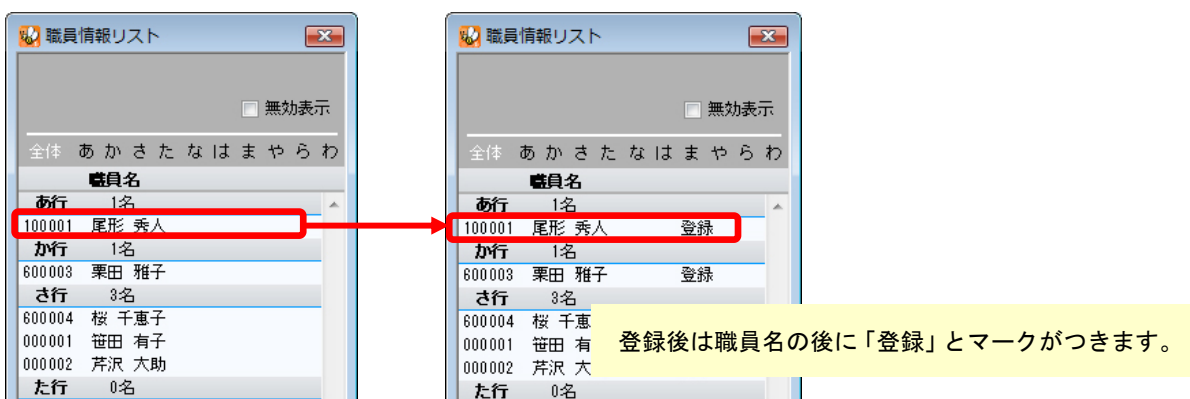 職員情報リスト
無効表示
全体 あ か さ た な は ま や ら わ
職員名
あ行 1名
100001 尾形 秀人
か行 1名
600003 栗田 雅子
さ行 3名
600004 桜 千恵子
000001 笹田 有子
000002 芹沢 大助
た行 0名
職員情報リスト
無効表示
全体 あ か さ た な は ま や ら わ
職員名
あ行 1名
100001 尾形 秀人 登録
か行 1名
600003 栗田 雅子 登録
さ行 3名
600004 桜 千恵
000001 笹田 有
000002 芹沢 大
た行 0名
登録後は職員名の後に「登録」とマークがつきます。